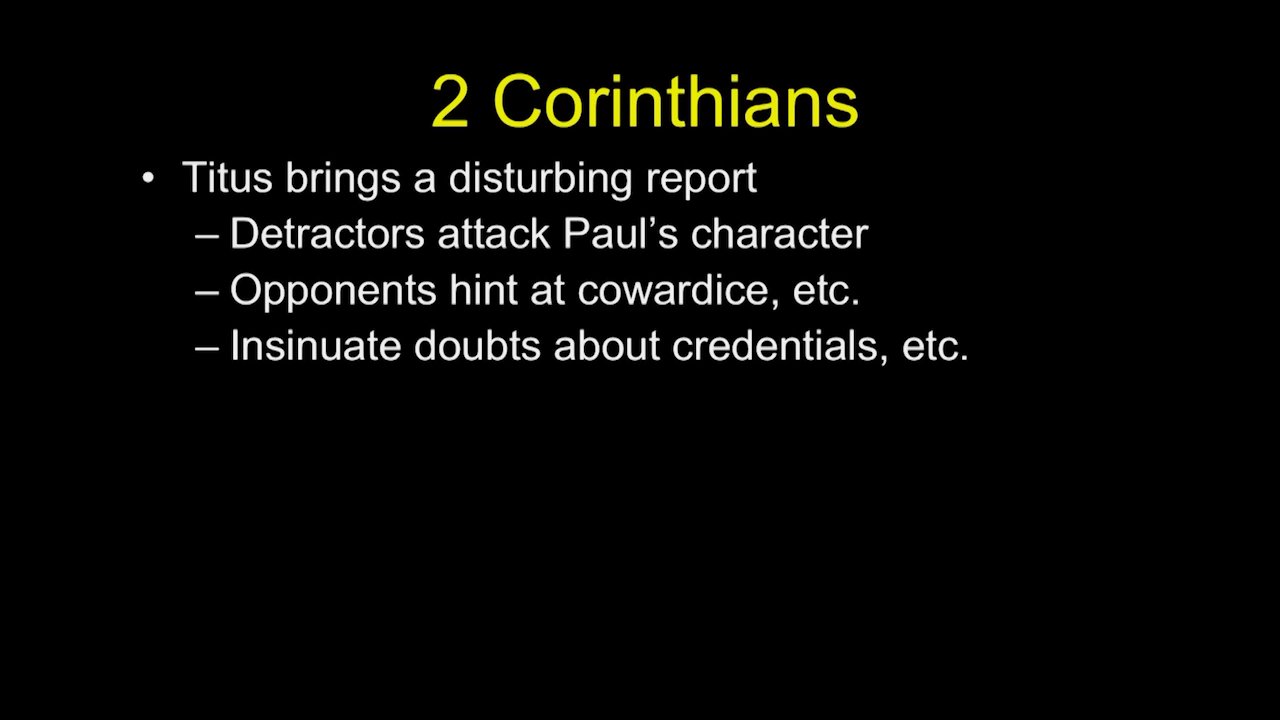 2 Corinthians
• Titus brings a disturbing report
– Detractors attack Paul’s character
– Opponents hint at cowardice, etc.
– Insinuate doubts about credentials, etc.